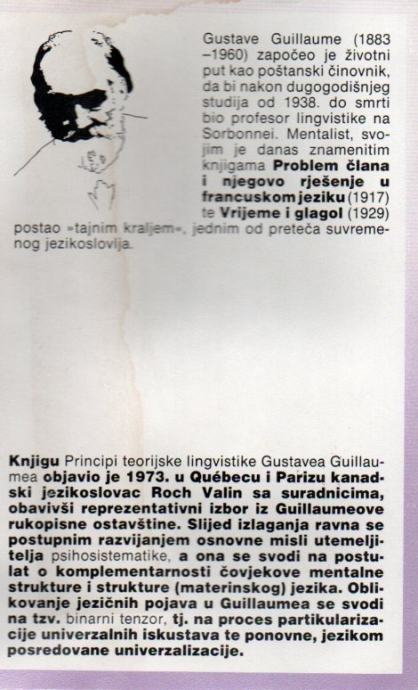 Gustave Guillaume (1883
–1960) započeo je životni
put kao poštanski činovnik,
da bi nakon dugogodišnjeg
studija od 1938. do smrti
bio profesor lingvistike na
Sorbonnei. Mentalist, svo-
jim je danas znamenitim
knjigama Problem člana
i njegovo rješenje u
francuskom jeziku (1917)
te Vrijeme i glagol (1929)
postao »tajnim kraljem«, jednim od preteča suvreme-
nog jezikoslovlja.
Knjigu Principi teorijske lingvistike Gustavea Guillau-
mea objavio je 1973. u Québecu i Parizu kanad-
ski jezikoslovac Roch Valin sa suradnicima,
obavivši reprezentativni izbor iz Guillaumeove
rukopisne ostavštine. Slijed izlaganja ravna se
postupnim razvijanjem osnovne misli utemelji-
telja psihosistematike, a ona se svodi na postu-
lat o komplementarnosti čovjekove mentalne
strukture i strukture (materinskog) jezika. Obli-
kovanje jezičnih pojava u Guillaumea se svodi
na tzv. binarni tenzor, tj. na proces partikulariza-
cije univerzalnih iskustava te ponovne, jezikom
posredovane univerzalizacije.